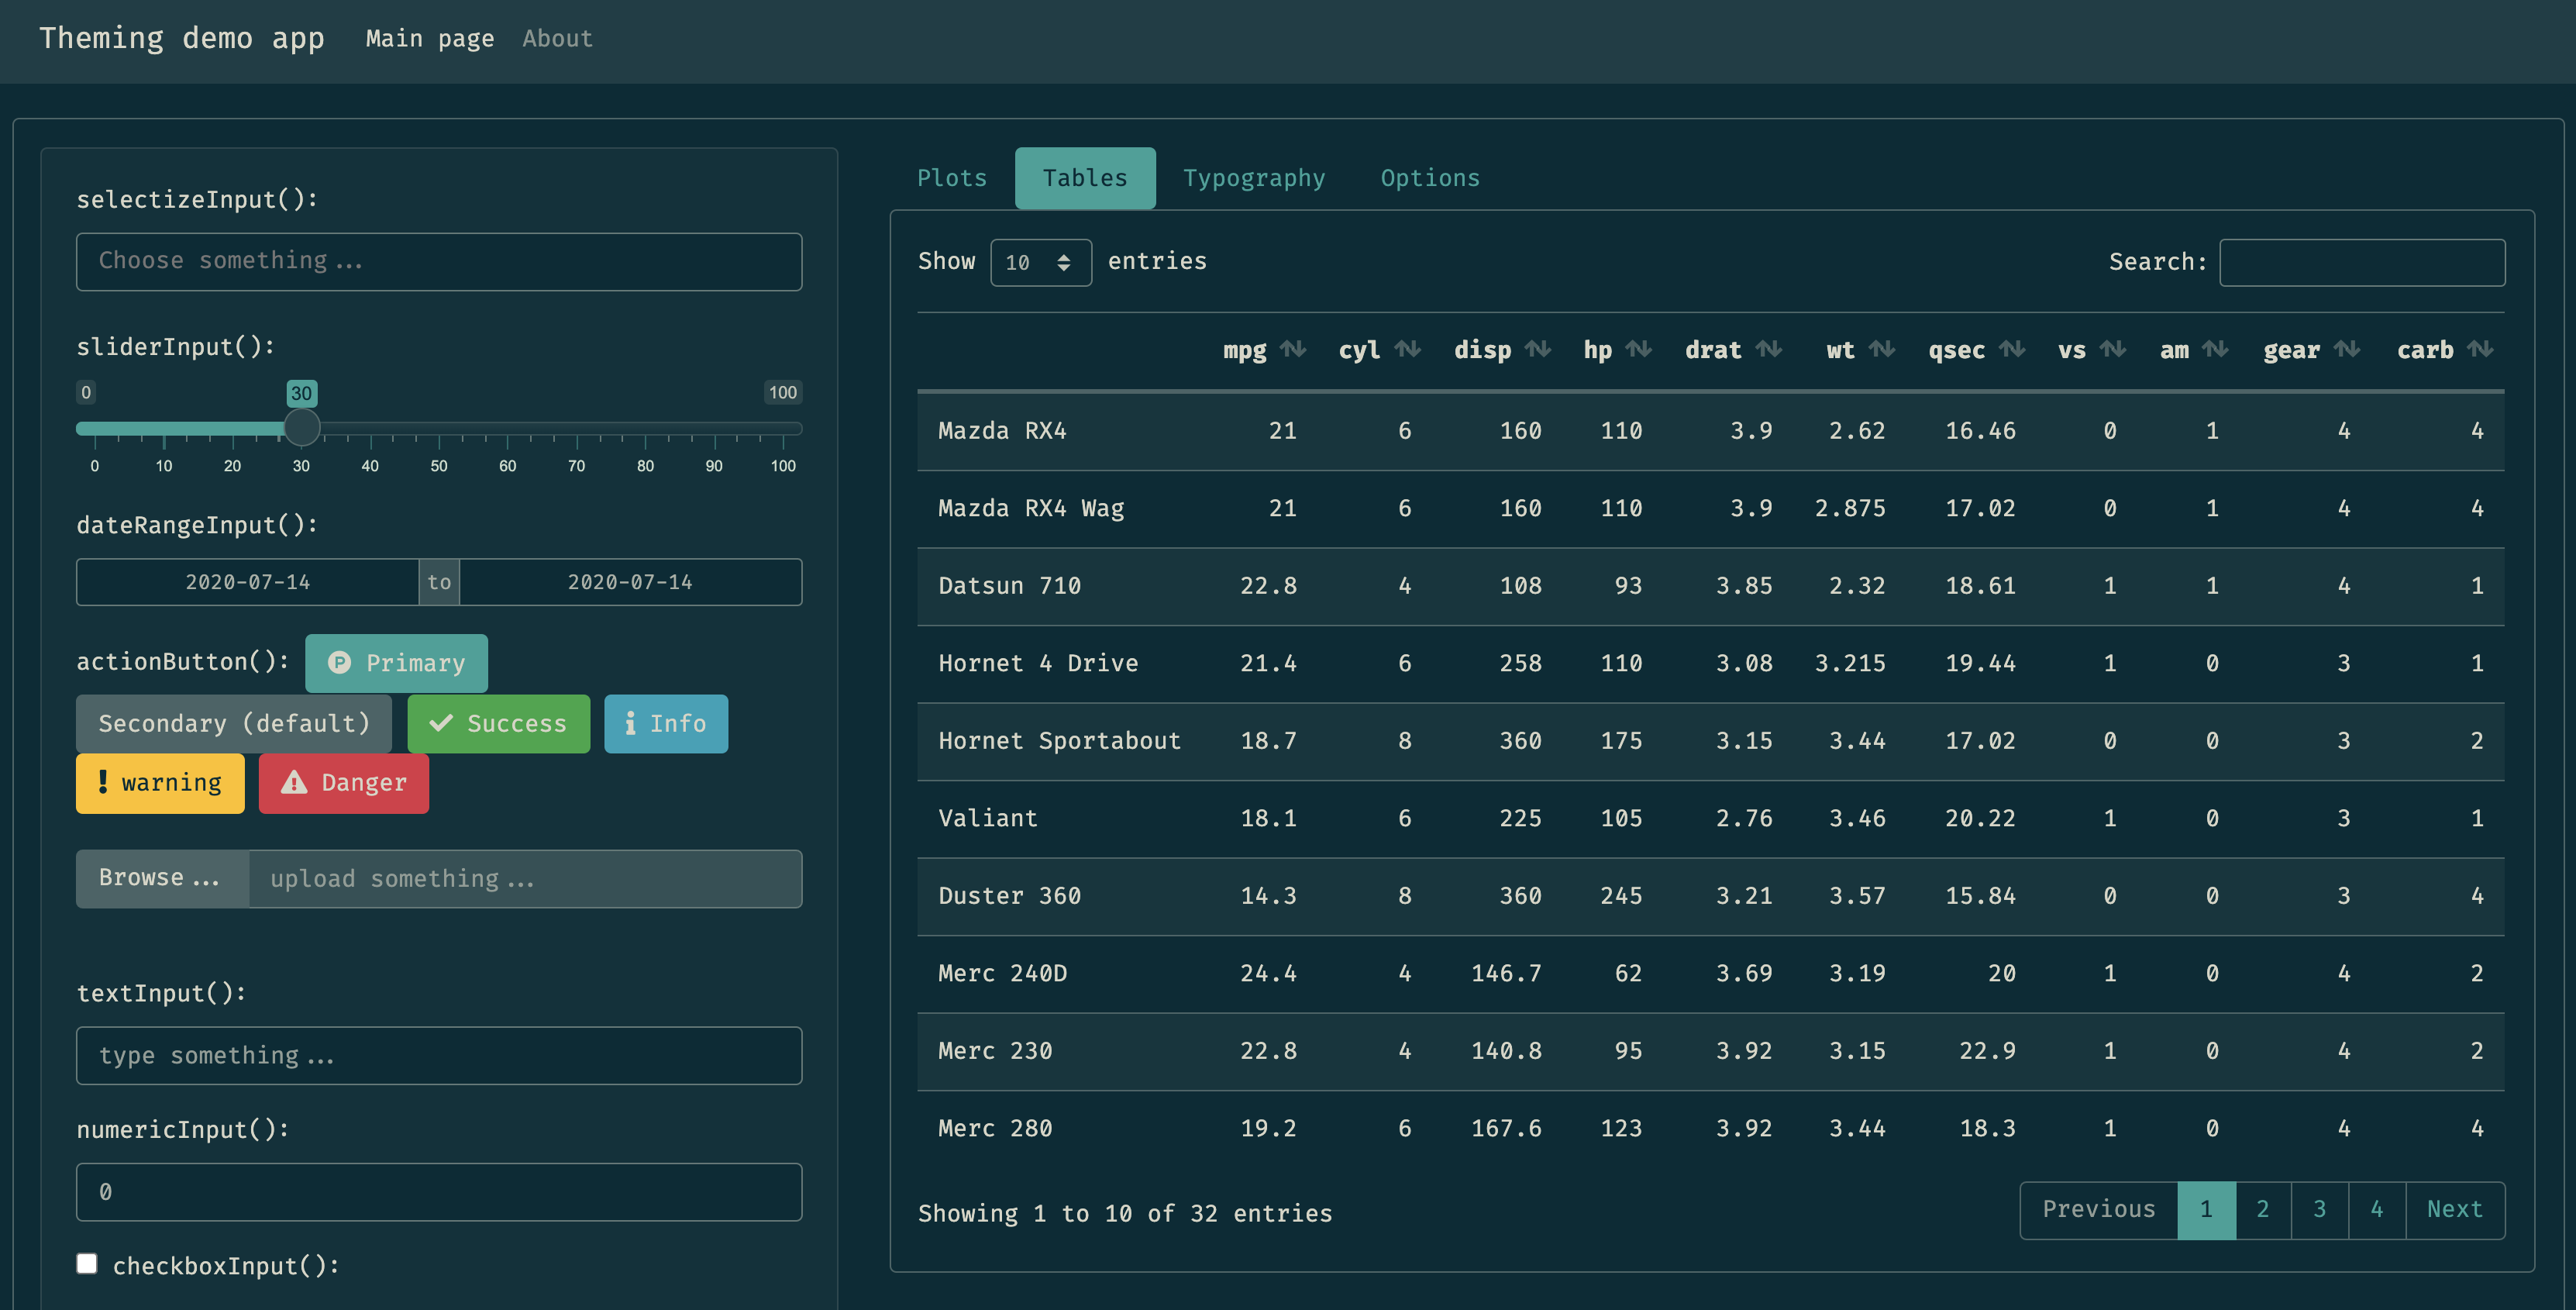 Theming demo app Main page About
selectizeInput():
Choose something...
sliderInput():
0 30 100
0 10 20 30 40 50 60 70 80 90 100
dateRangeInput():
2020-07-14 to 2020-07-14
actionButton(): P Primary
Secondary (default) Success i Info
! warning ! Danger
Browse... upload something...
textInput():
type something...
numericInput():
0
checkboxInput():
Plots Tables Typography Options
Show 10 entries Search:
mpg cyl disp hp drat wt qsec vs am gear carb
Mazda RX4 21 6 160 110 3.9 2.62 16.46 0 1 4 4
Mazda RX4 Wag 21 6 160 110 3.9 2.875 17.02 0 1 4 4
Datsun 710 22.8 4 108 93 3.85 2.32 18.61 1 1 4 1
Hornet 4 Drive 21.4 6 258 110 3.08 3.215 19.44 1 0 3 1
Hornet Sportabout 18.7 8 360 175 3.15 3.44 17.02 0 0 3 2
Valiant 18.1 6 225 105 2.76 3.46 20.22 1 0 3 1
Duster 360 14.3 8 360 245 3.21 3.57 15.84 0 0 3 4
Merc 240D 24.4 4 146.7 62 3.69 3.19 20 1 0 4 2
Merc 230 22.8 4 140.8 95 3.92 3.15 22.9 1 0 4 2
Merc 280 19.2 6 167.6 123 3.92 3.44 18.3 1 0 4 4
Showing 1 to 10 of 32 entries Previous 1 2 3 4 Next